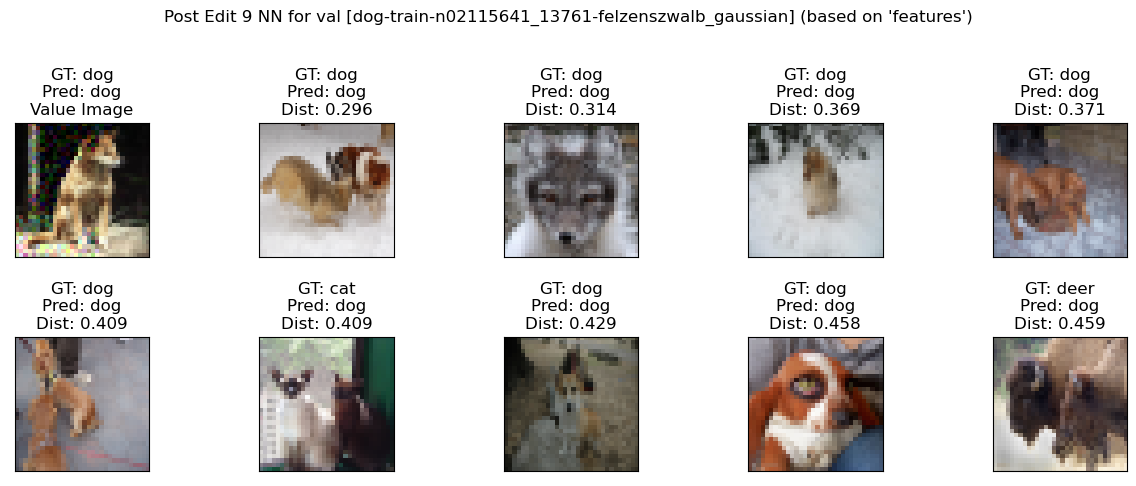 Post Edit 9 NN for val [dog-train-n02115641_13761-felzenszwalb_gaussian] (based on 'features')
GT: dog
Pred: dog
Value Image
GT: dog
Pred: dog
Dist: 0.296
GT: dog
Pred: dog
Dist: 0.314
GT: dog
Pred: dog
Dist: 0.369
GT: dog
Pred: dog
Dist: 0.371
GT: dog
Pred: dog
Dist: 0.409
GT: cat
Pred: dog
Dist: 0.409
GT: dog
Pred: dog
Dist: 0.429
GT: dog
Pred: dog
Dist: 0.458
GT: deer
Pred: dog
Dist: 0.459